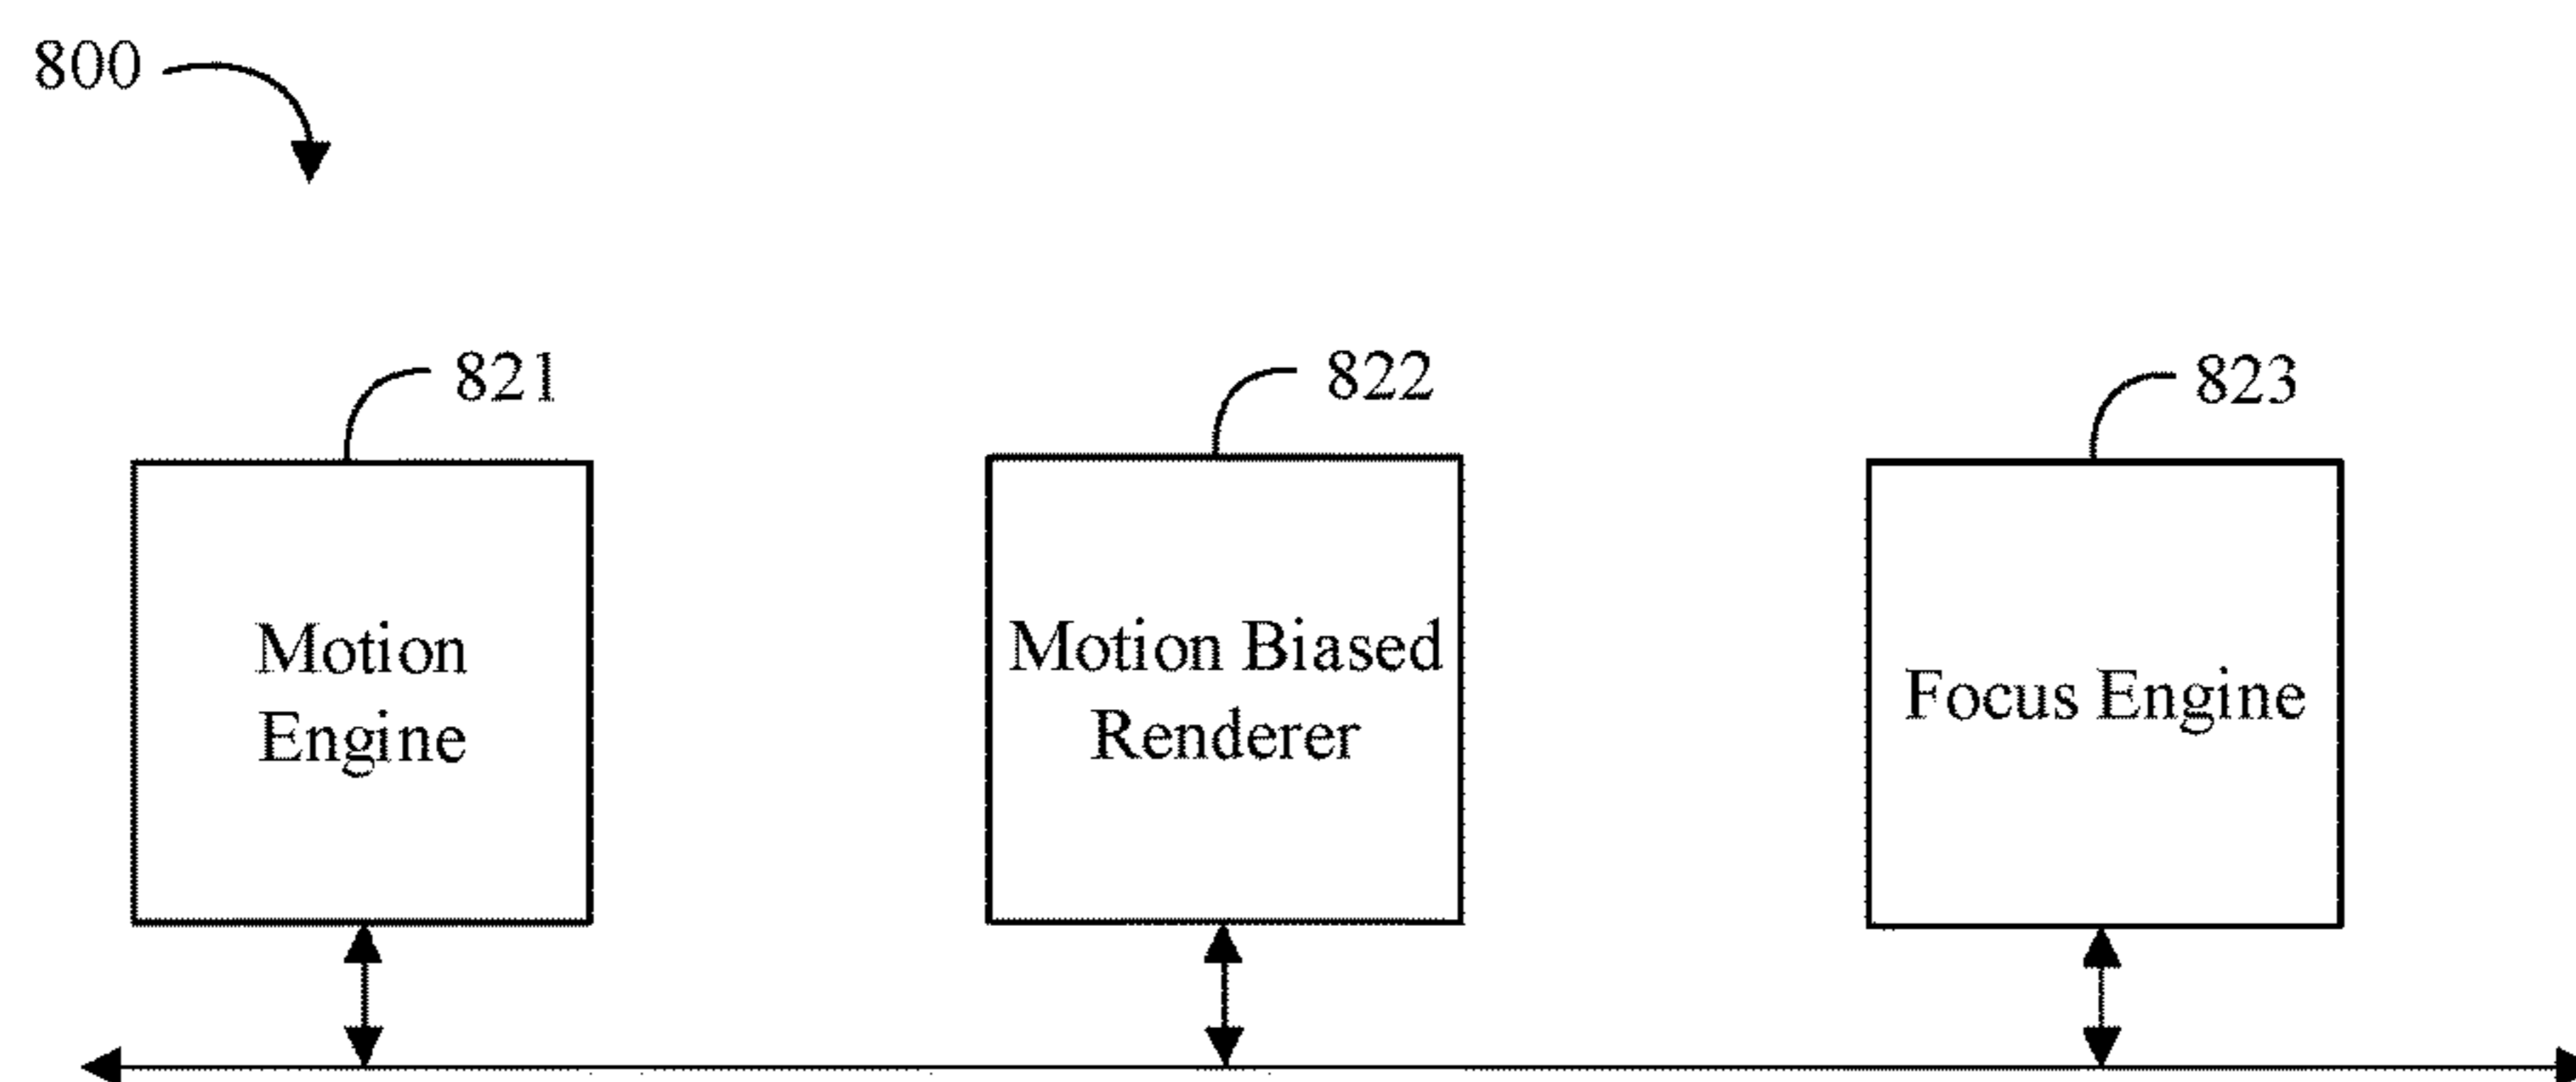 800
821
822
823
Motion
Engine
Motion Biased
Renderer
Focus Engine